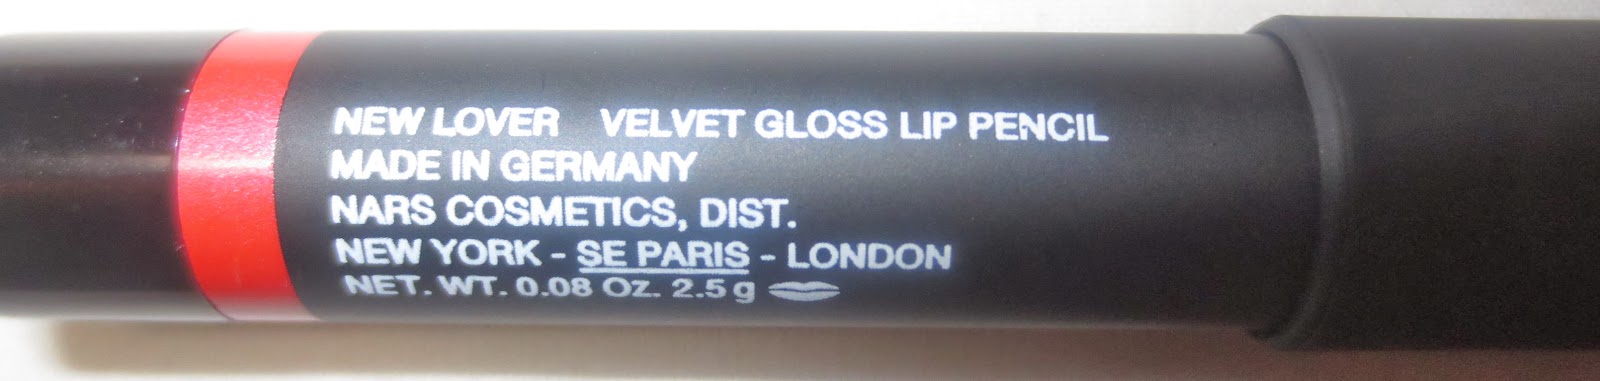 NEW LOVER VELVET GLOSS LIP PENCIL
MADE IN GERMANY
NARS COSMETICS, DIST.
NEW YORK - SE PARIS - LONDON
NET. WT. 0.08 OZ. 2.5 g